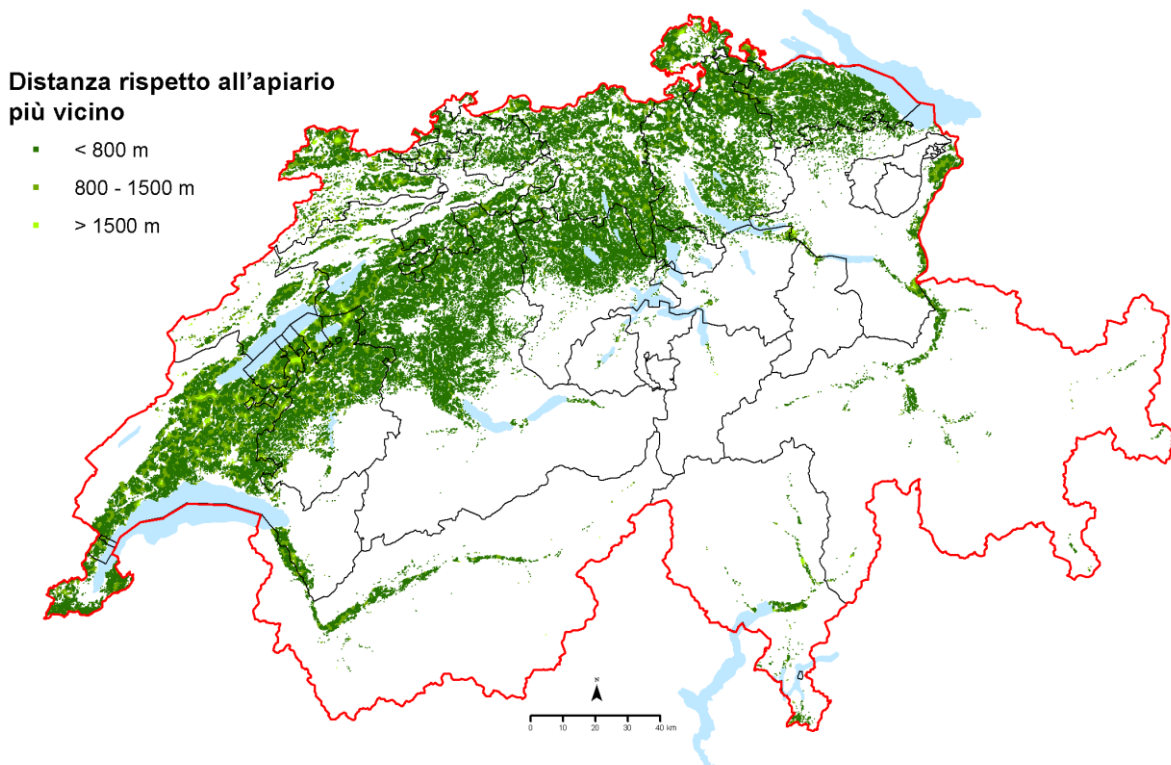 Distanza rispetto all'apiario
più vicino
< 800 m
800 - 1500 m
> 1500 m
N
0 10 20 30 40 km